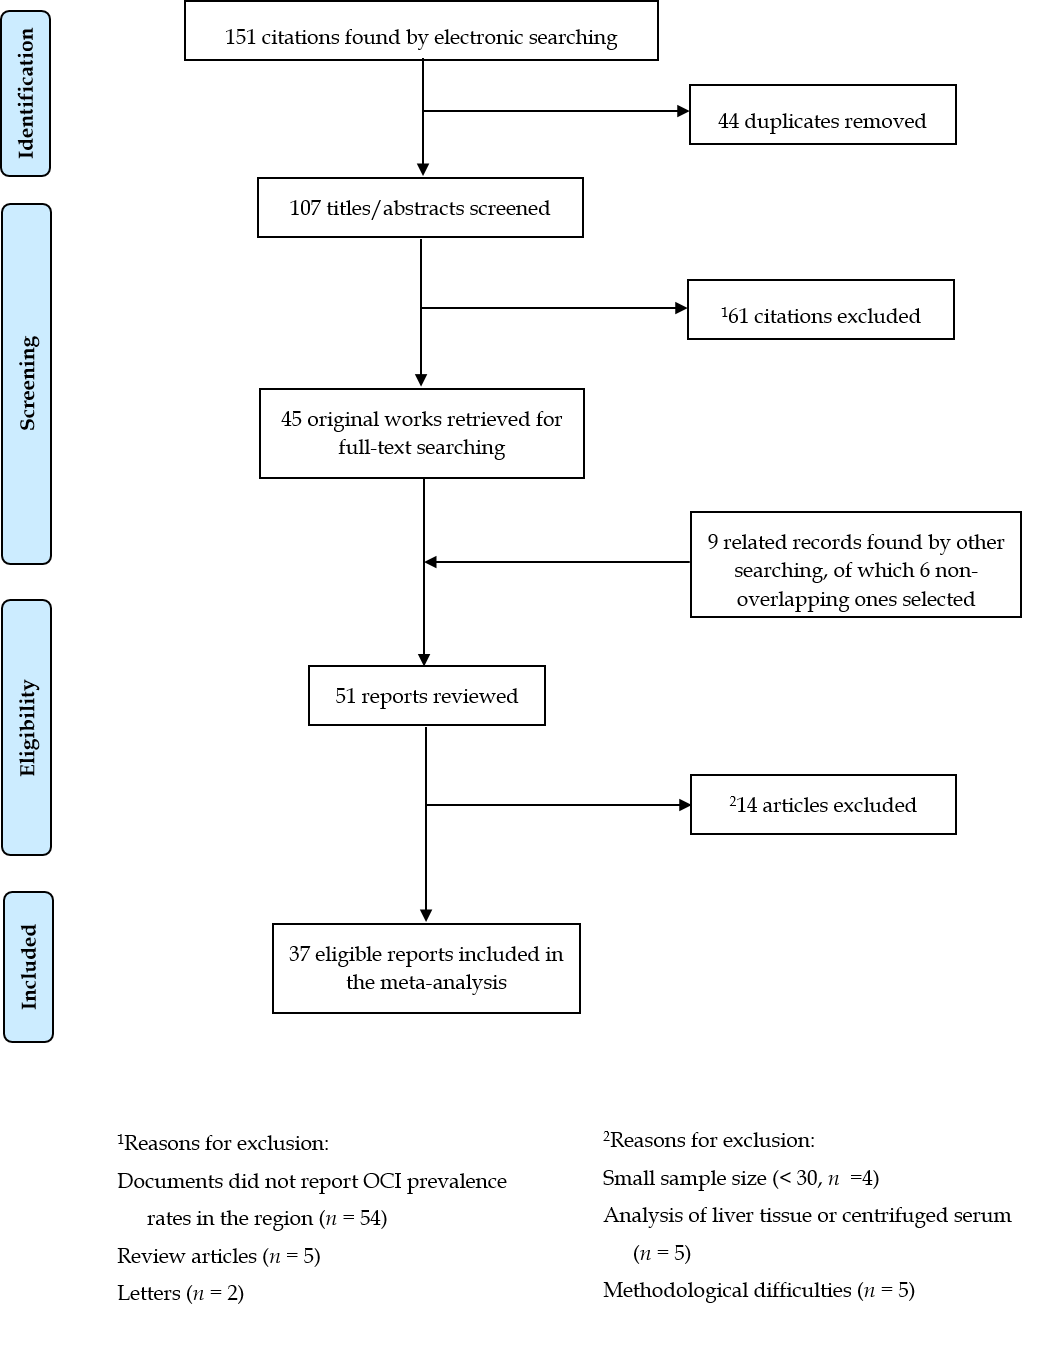 Identification
151 citations found by electronic searching
44 duplicates removed
107 titles/abstracts screened
Screening
¹61 citations excluded
45 original works retrieved for
full-text searching
9 related records found by other
searching, of which 6 non-
overlapping ones selected
Eligibility
51 reports reviewed
²14 articles excluded
Included
37 eligible reports included in
the meta-analysis
¹Reasons for exclusion:
Documents did not report OCI prevalence
rates in the region (n = 54)
Review articles (n = 5)
Letters (n = 2)
²Reasons for exclusion:
Small sample size (< 30, n =4)
Analysis of liver tissue or centrifuged serum
(n = 5)
Methodological difficulties (n = 5)